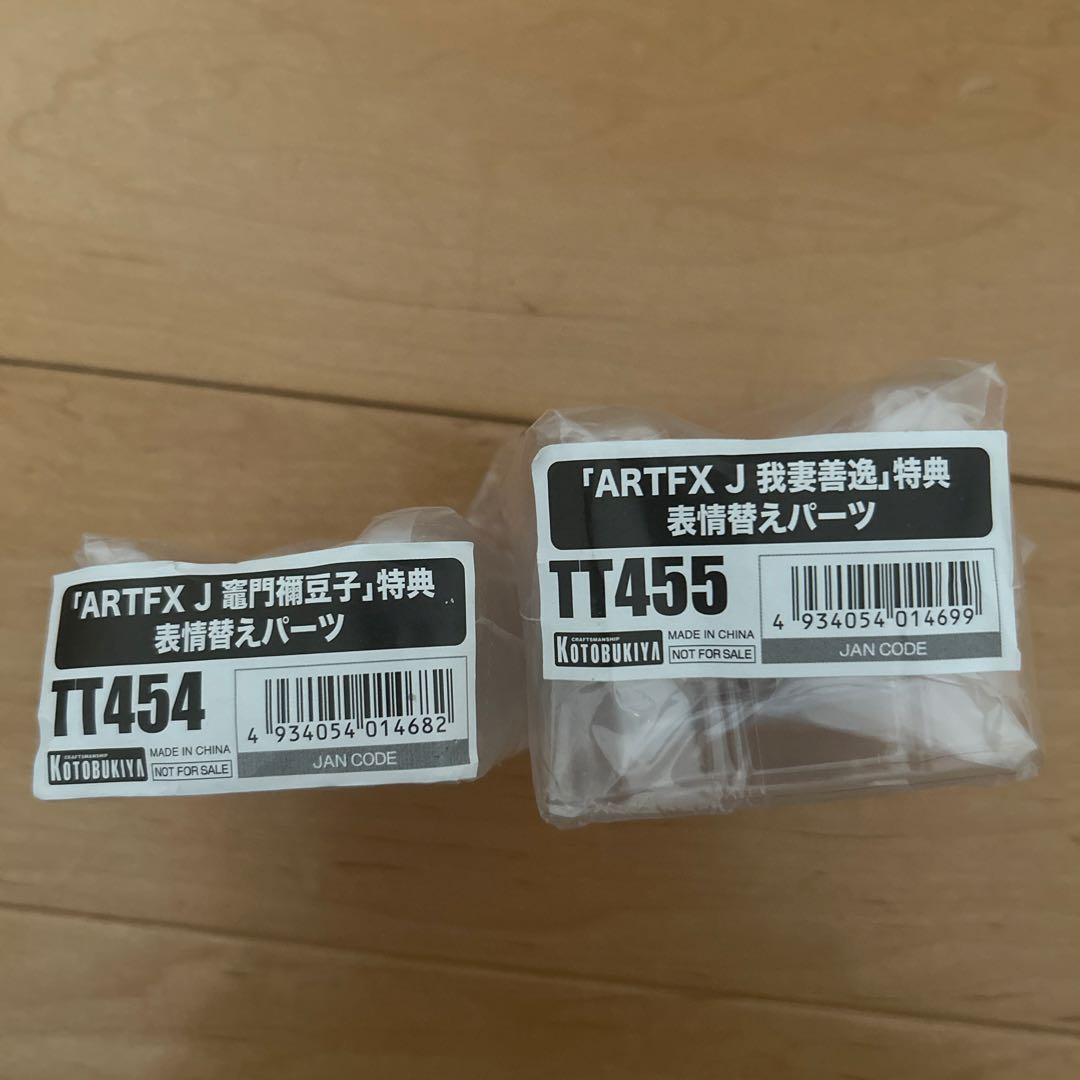 「ARTFX J 竈門禰豆子」特典
表情替えパーツ
TT454
4 934054 014682
JAN CODE
CRAFTSMANSHIP
KOTOBUKIYA
MADE IN CHINA
NOT FOR SALE
「ARTFX J 我妻善逸」特典
表情替えパーツ
TT455
4 934054 014699
JAN CODE
CRAFTSMANSHIP
KOTOBUKIYA
MADE IN CHINA
NOT FOR SALE